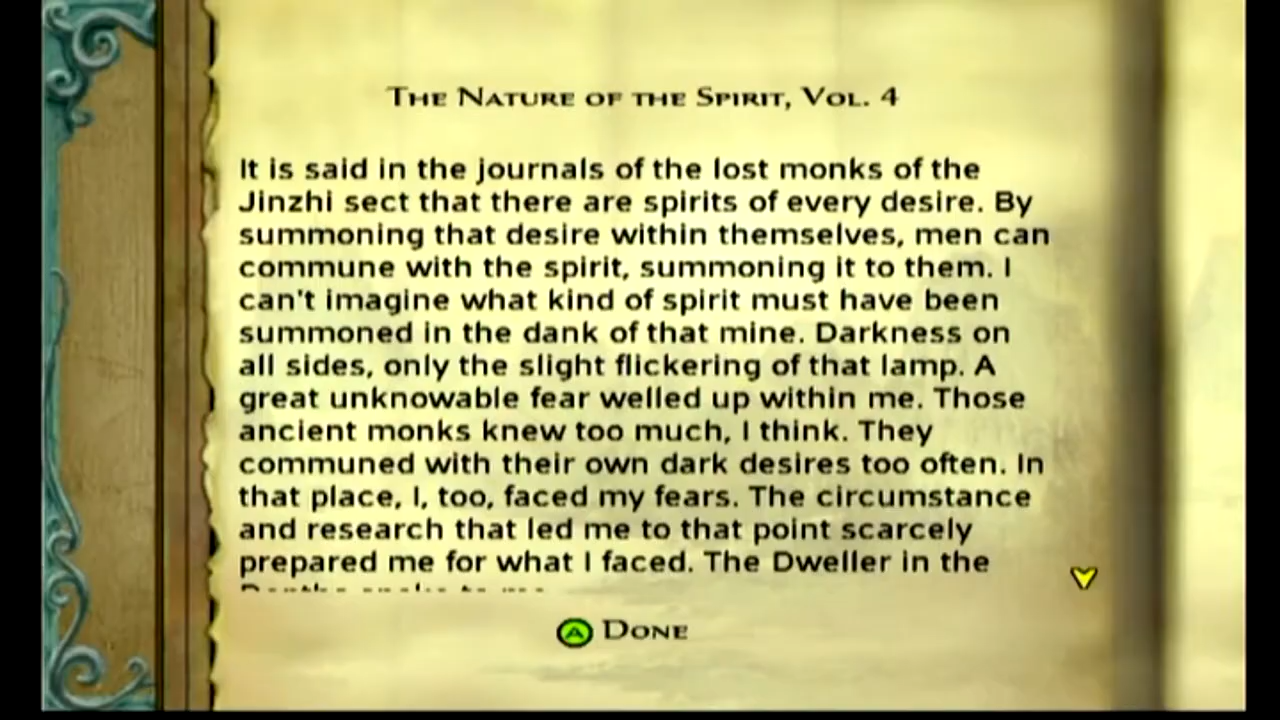 The Nature of the Spirit, Vol. 4
It is said in the journals of the lost monks of the
Jinzhi sect that there are spirits of every desire. By
summoning that desire within themselves, men can
commune with the spirit, summoning it to them. I
can't imagine what kind of spirit must have been
summoned in the dank of that mine. Darkness on
all sides, only the slight flickering of that lamp. A
great unknowable fear welled up within me. Those
ancient monks knew too much, I think. They
communed with their own dark desires too often. In
that place, I, too, faced my fears. The circumstance
and research that led me to that point scarcely
prepared me for what I faced. The Dweller in the
A Done